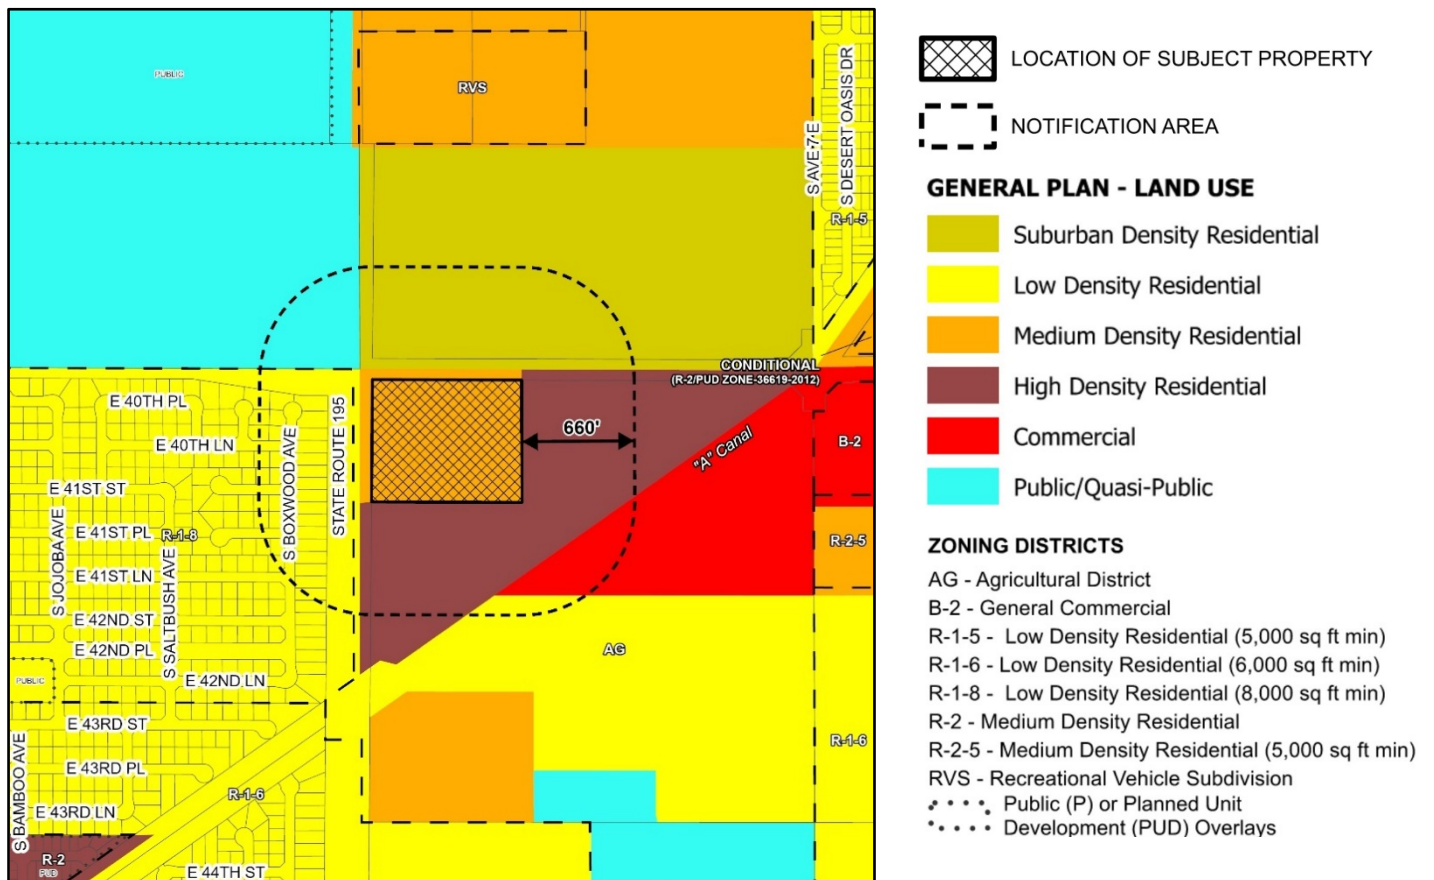 PUBLIC
RVS
S AVE 7 E
S DESERT OASIS DR
R-1-5
CONDITIONAL
(R-2/PUD ZONE-36619-2012)
E 40TH PL
E 40TH LN
E 41ST ST
E 41ST PL
R-1-8
E 41ST LN
E 42ND ST
E 42ND PL
E 42ND LN
S JOJOBA AVE
S SALTBUSH AVE
S BOXWOOD AVE
STATE ROUTE 195
660'
"A" Canal
B-2
R-2-5
AG
PUBLIC
E 43RD ST
E 43RD PL
E 43RD LN
S BAMBOO AVE
R-1-6
R-1-6
R-2
PUD
E 44TH ST
LOCATION OF SUBJECT PROPERTY
NOTIFICATION AREA
GENERAL PLAN - LAND USE
Suburban Density Residential
Low Density Residential
Medium Density Residential
High Density Residential
Commercial
Public/Quasi-Public
ZONING DISTRICTS
AG - Agricultural District
B-2 - General Commercial
R-1-5 - Low Density Residential (5,000 sq ft min)
R-1-6 - Low Density Residential (6,000 sq ft min)
R-1-8 - Low Density Residential (8,000 sq ft min)
R-2 - Medium Density Residential
R-2-5 - Medium Density Residential (5,000 sq ft min)
RVS - Recreational Vehicle Subdivision
Public (P) or Planned Unit
Development (PUD) Overlays